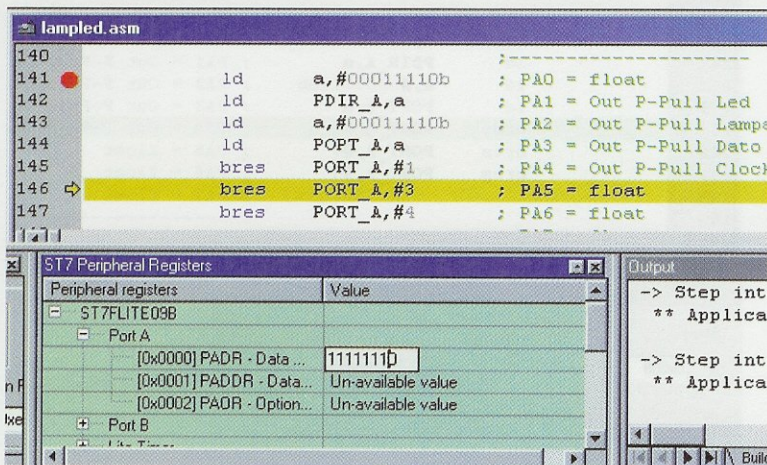 lampled.asm
140 ;-----------------------
141 ld a,#00011110b ; PA0 = float
142 ld PDIR_A,a ; PA1 = Out P-Pull Led
143 ld a,#00011110b ; PA2 = Out P-Pull Lampa
144 ld POPT_A,a ; PA3 = Out P-Pull Dato
145 bres PORT_A,#1 ; PA4 = Out P-Pull Clock
146 bres PORT_A,#3 ; PA5 = float
147 bres PORT_A,#4 ; PA6 = float
ST7 Peripheral Registers
Peripheral registers Value
ST7FLITE09B
Port A
[0x0000] PADR - Data ...
[0x0001] PADDR - Data... Un-available value
[0x0002] PAOR - Option... Un-available value
Port B
Output
-> Step int
** Applica
-> Step int
** Applica
Build